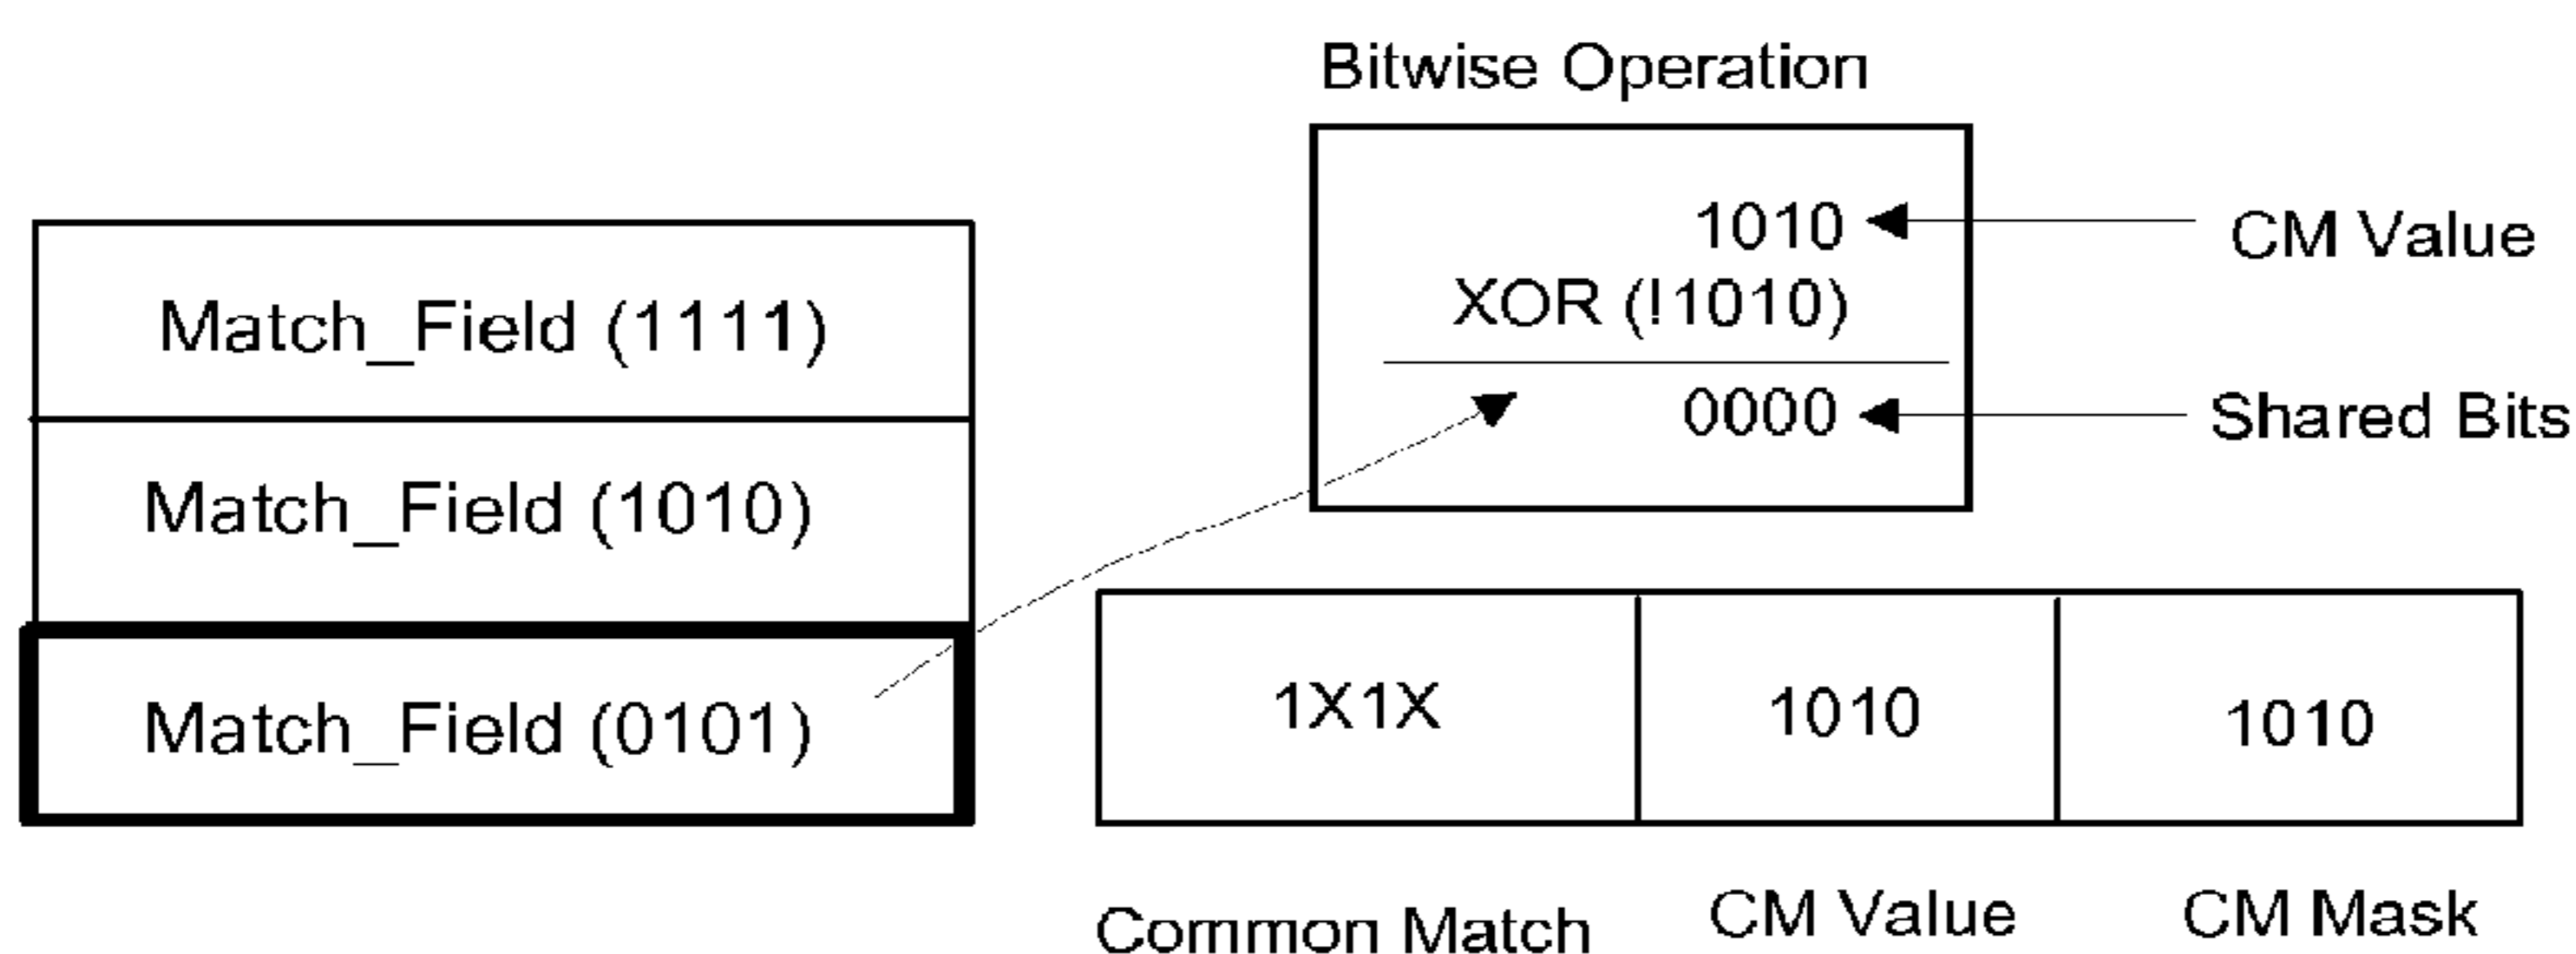 Bitwise Operation
1010
CM Value
XOR (!1010)
0000
Shared Bits
Match_Field (1111)
Match_Field (1010)
Match_Field (0101)
1X1X
1010
1010
Common Match
CM Value
CM Mask